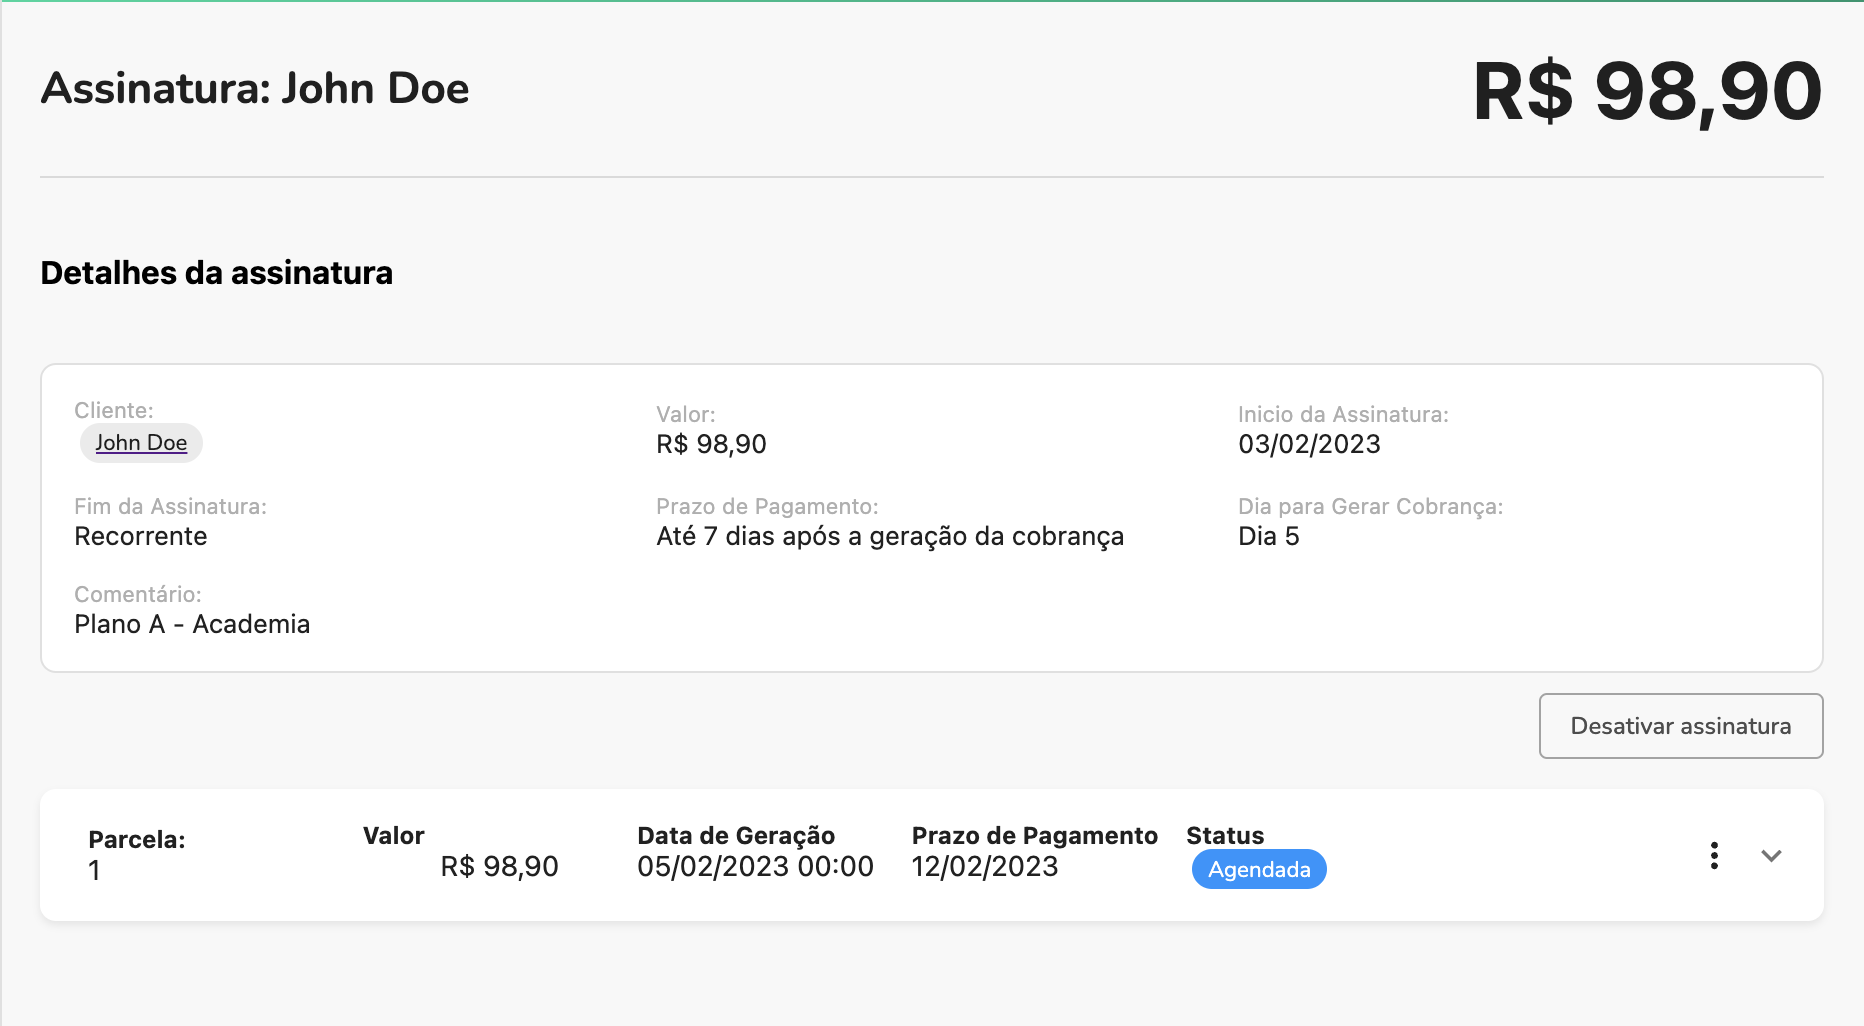 Assinatura: John Doe
R$ 98,90
Detalhes da assinatura
Cliente:
John Doe
Valor:
R$ 98,90
Inicio da Assinatura:
03/02/2023
Fim da Assinatura:
Recorrente
Prazo de Pagamento:
Até 7 dias após a geração da cobrança
Dia para Gerar Cobrança:
Dia 5
Comentário:
Plano A - Academia
Desativar assinatura
Parcela:
1
Valor
R$ 98,90
Data de Geração
05/02/2023 00:00
Prazo de Pagamento
12/02/2023
Status
Agendada